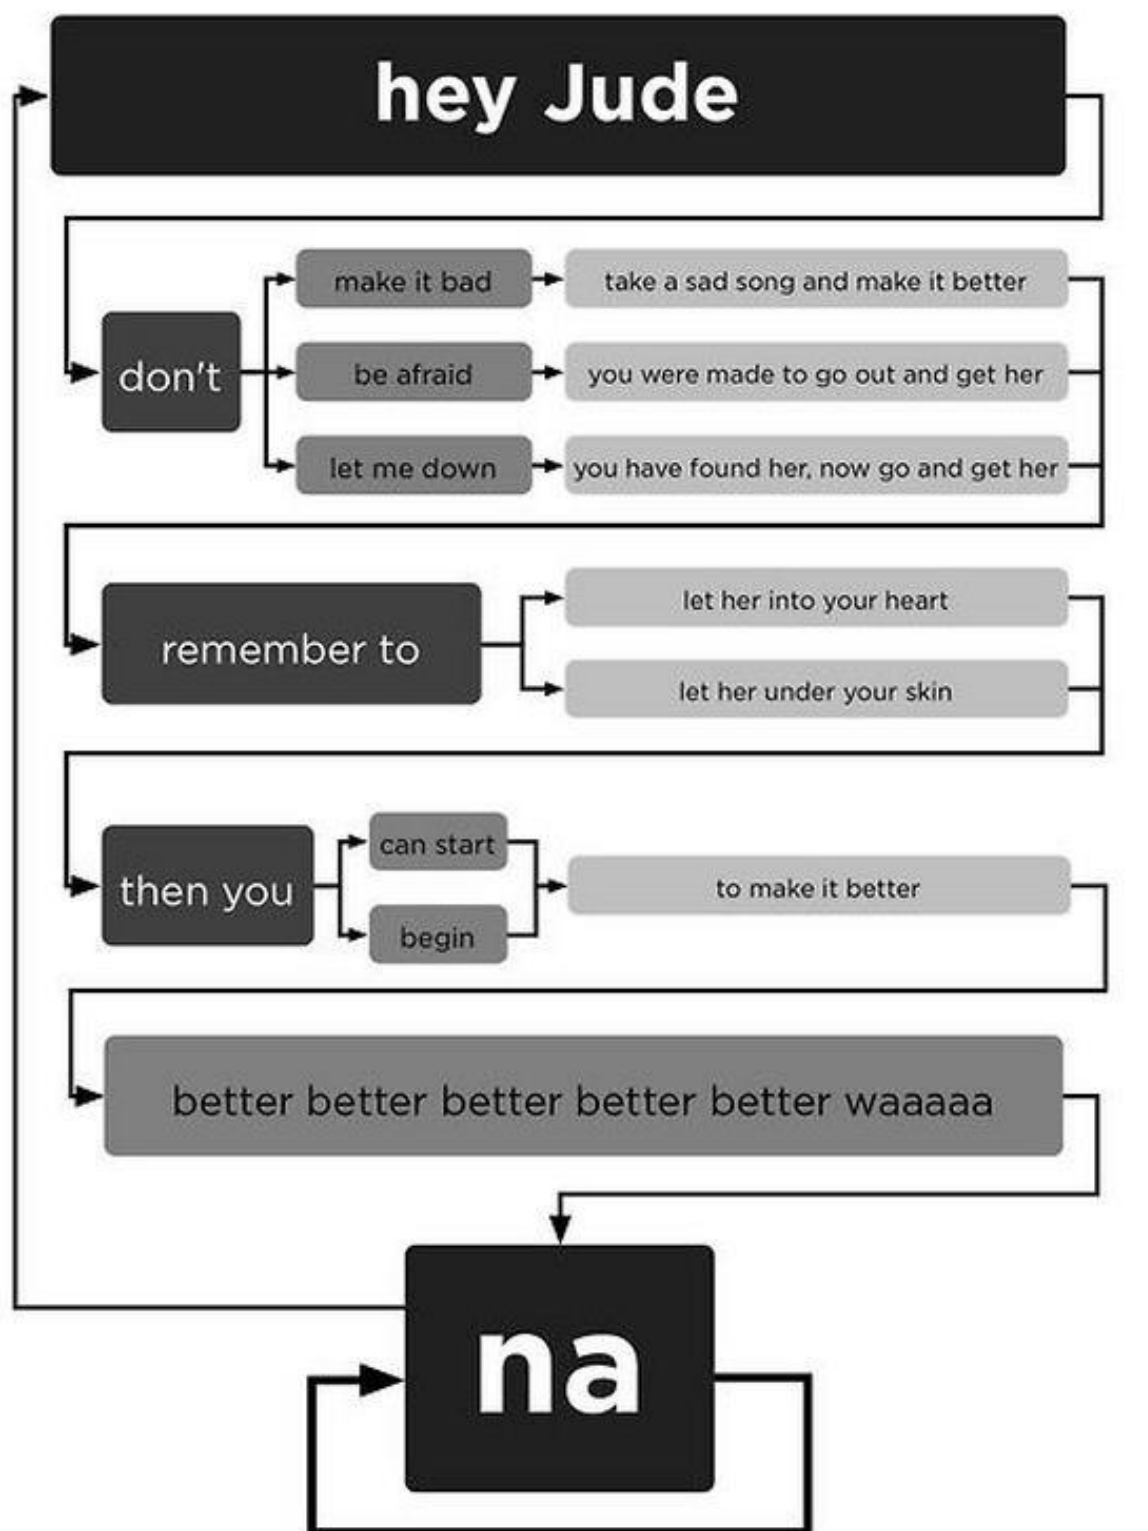 hey Jude
make it bad
take a sad song and make it better
don't
be afraid
you were made to go out and get her
let me down
you have found her, now go and get her
remember to
let her into your heart
let her under your skin
then you
can start
begin
to make it better
better better better better better waaaaa
na